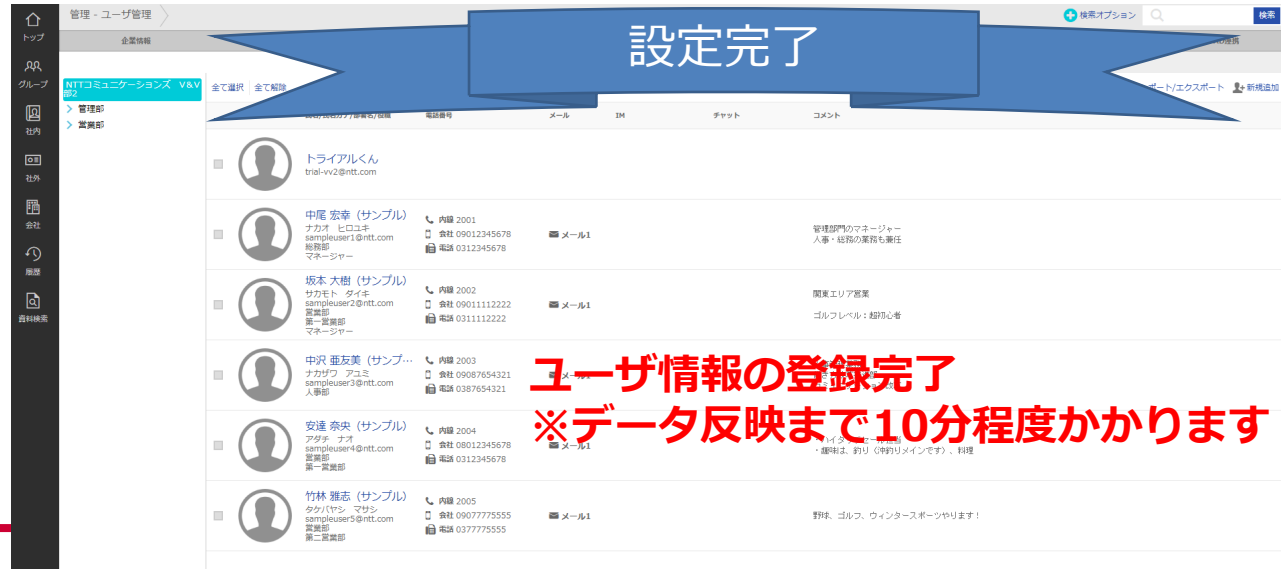 管理 - ユーザ管理
設定完了
検索オプション
検索
企業情報
トップ
グループ
社内
社外
会社
履歴
資料検索
NTTコミュニケーションズ V&V
部2
管理部
営業部
全て選択 全て解除
ポート/エクスポート 新規追加
電話番号 メール IM チャット コメント
トライアルくん
trial-vv2@ntt.com
中尾 宏幸（サンプル）
ナカオ ヒロユキ
sampleuser1@ntt.com
総務部
マネージャー
内線 2001
会社 09012345678
電話 0312345678
メール1
管理部門のマネージャー
人事・総務の業務も兼任
坂本 大樹（サンプル）
サカモト ダイキ
sampleuser2@ntt.com
営業部
第一営業部
マネージャー
内線 2002
会社 09011112222
電話 0311112222
メール1
関東エリア営業
ゴルフレベル：超初心者
中沢 亜友美（サンプ…
ナカザワ アユミ
sampleuser3@ntt.com
人事部
内線 2003
会社 09087654321
電話 0387654321
ユーザ情報の登録完了
※データ反映まで10分程度かかります
安達 奈央（サンプル）
アダチ ナオ
sampleuser4@ntt.com
営業部
第一営業部
内線 2004
会社 08012345678
電話 0312345678
メール1
・趣味は、釣り（沖釣りメインです）、料理
竹林 雅志（サンプル）
タケバヤシ マサシ
sampleuser5@ntt.com
営業部
第二営業部
内線 2005
会社 09077775555
電話 0377775555
メール1
野球、ゴルフ、ウィンタースポーツやります！